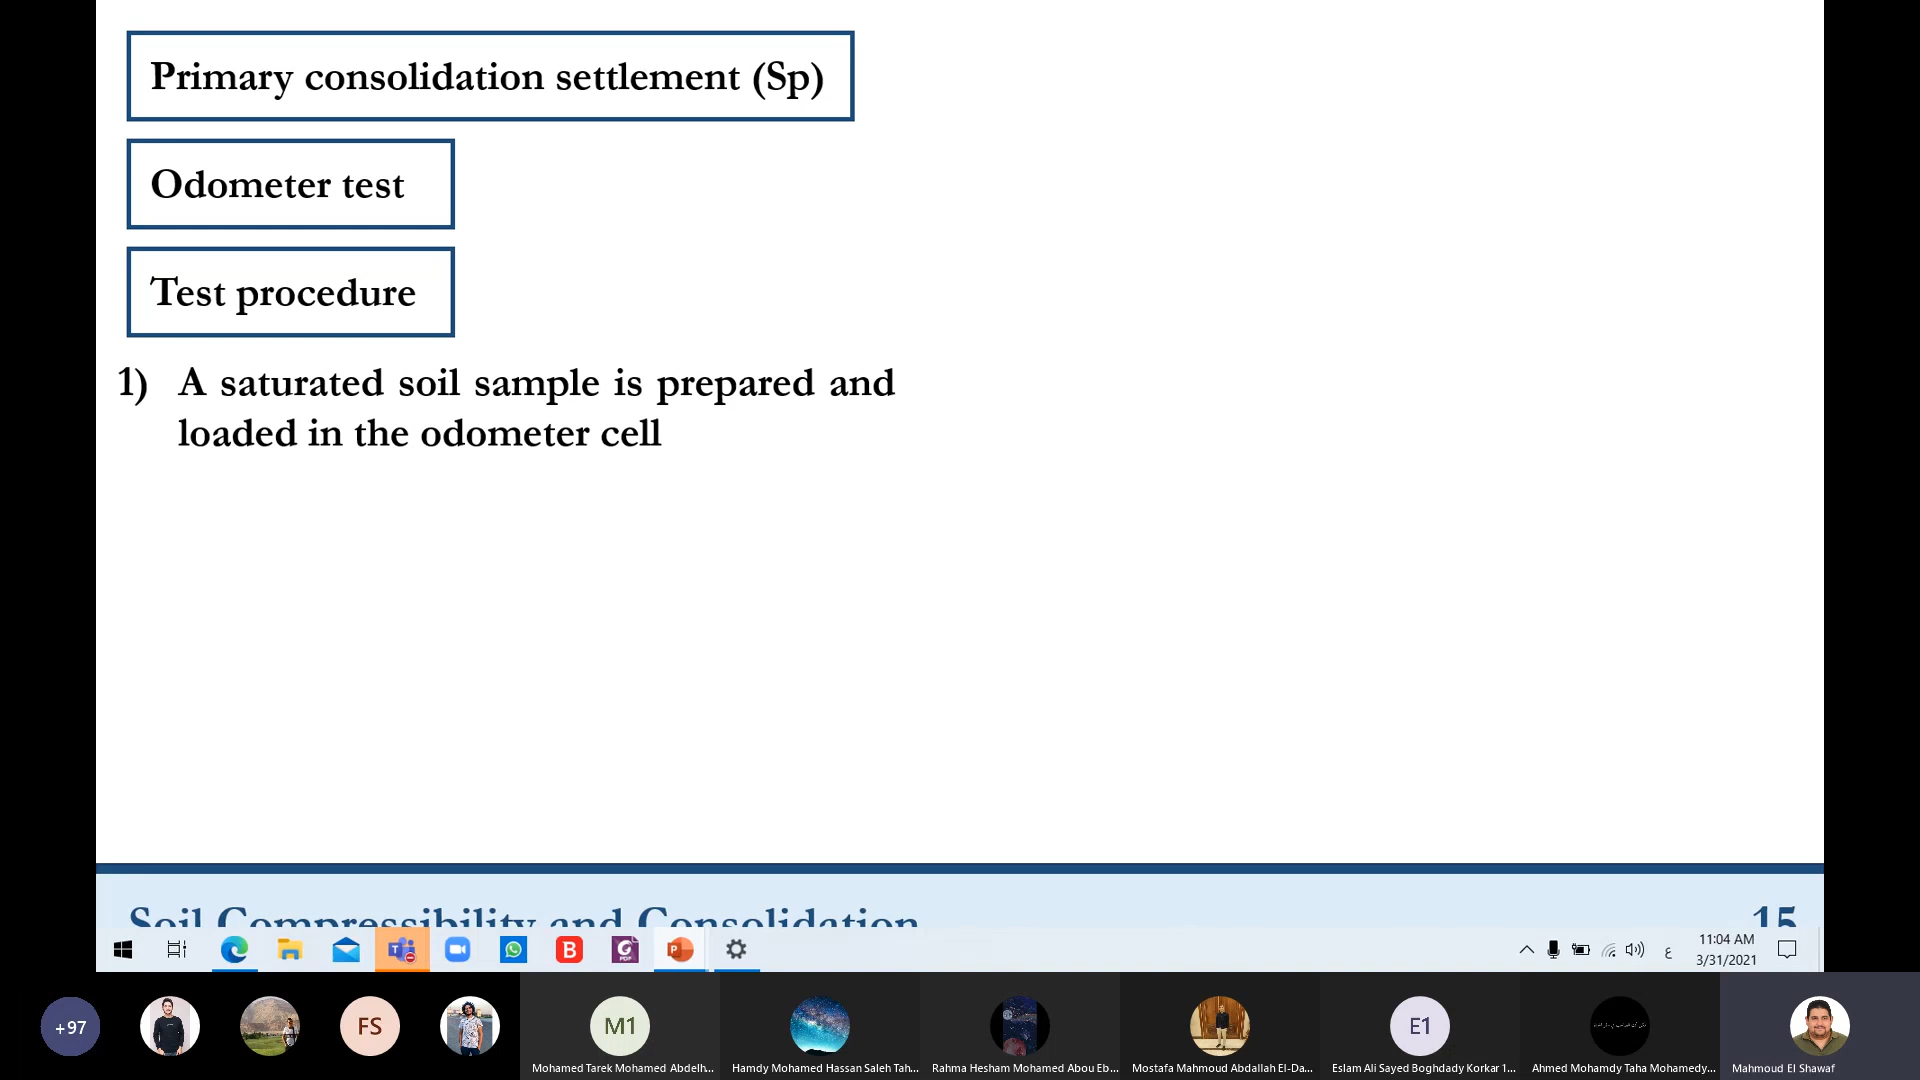 Primary consolidation settlement (Sp)
Odometer test
Test procedure
1) A saturated soil sample is prepared and
loaded in the odometer cell
Soil Compressibility and Consolidation
15
11:04 AM
3/31/2021
ع
+97
FS
M1
E1
Mohamed Tarek Mohamed Abdelh...
Hamdy Mohamed Hassan Saleh Tah...
Rahma Hesham Mohamed Abou Eb...
Mostafa Mahmoud Abdallah El-Da...
Eslam Ali Sayed Boghdady Korkar 1...
Ahmed Mohamdy Taha Mohamedy...
Mahmoud El Shawaf